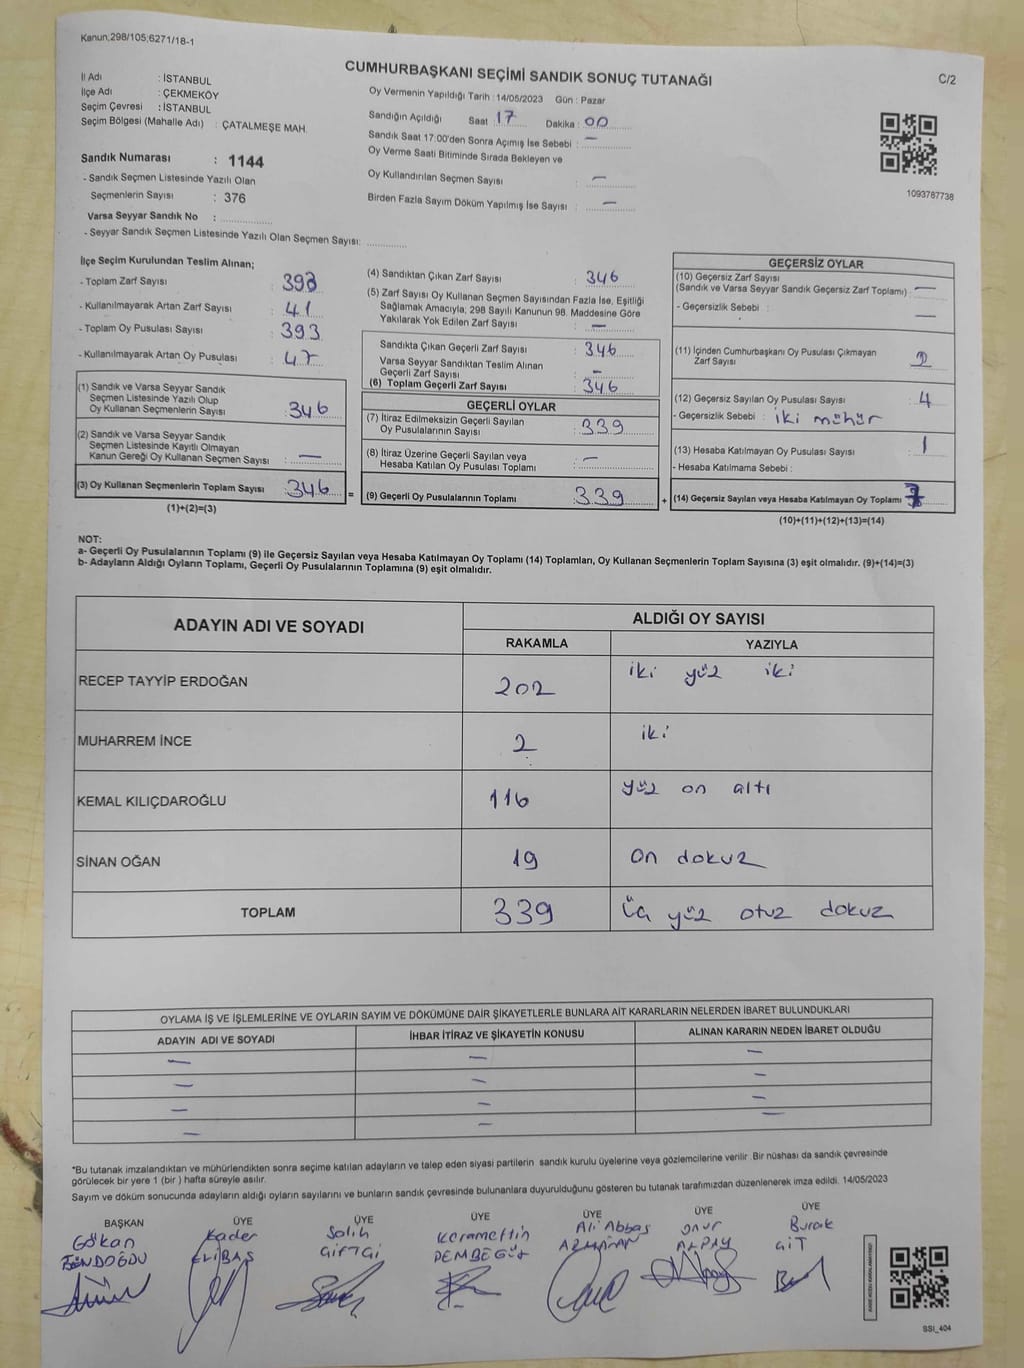 Kanun;298/105;6271/18-1
CUMHURBAŞKANI SEÇİMİ SANDIK SONUÇ TUTANAĞI
C/2
İl Adı : İSTANBUL
İlçe Adı : ÇEKMEKÖY
Seçim Çevresi : İSTANBUL
Seçim Bölgesi (Mahalle Adı) : ÇATALMEŞE MAH.
Sandık Numarası : 1144
- Sandık Seçmen Listesinde Yazılı Olan
Seçmenlerin Sayısı : 376
Varsa Seyyar Sandık No :
- Seyyar Sandık Seçmen Listesinde Yazılı Olan Seçmen Sayısı:
Oy Vermenin Yapıldığı Tarih : 14/05/2023 Gün : Pazar
Sandığın Açıldığı Saat : 17 Dakika : 00
Sandık Saat 17:00'den Sonra Açımış İse Sebebi : —
Oy Verme Saati Bitiminde Sırada Bekleyen ve
Oy Kullandırılan Seçmen Sayısı : —
Birden Fazla Sayım Döküm Yapılmış İse Sayısı : —
1093787738
İlçe Seçim Kurulundan Teslim Alınan;
- Toplam Zarf Sayısı : 393
- Kullanılmayarak Artan Zarf Sayısı : 41
- Toplam Oy Pusulası Sayısı : 393
- Kullanılmayarak Artan Oy Pusulası : 47
(1) Sandık ve Varsa Seyyar Sandık
Seçmen Listesinde Yazılı Olup
Oy Kullanan Seçmenlerin Sayısı : 346
(2) Sandık ve Varsa Seyyar Sandık
Seçmen Listesinde Kayıtlı Olmayan
Kanun Gereği Oy Kullanan Seçmen Sayısı : —
(3) Oy Kullanan Seçmenlerin Toplam Sayısı : 346 =
(1)+(2)=(3)
(4) Sandıktan Çıkan Zarf Sayısı : 346
(5) Zarf Sayısı Oy Kullanan Seçmen Sayısından Fazla İse, Eşitliği
Sağlamak Amacıyla; 298 Sayılı Kanunun 98. Maddesine Göre
Yakılarak Yok Edilen Zarf Sayısı : —
Sandıkta Çıkan Geçerli Zarf Sayısı : 346
Varsa Seyyar Sandıktan Teslim Alınan
Geçerli Zarf Sayısı : —
(6) Toplam Geçerli Zarf Sayısı : 346
GEÇERLİ OYLAR
(7) İtiraz Edilmeksizin Geçerli Sayılan
Oy Pusulalarının Sayısı : 339
(8) İtiraz Üzerine Geçerli Sayılan veya
Hesaba Katılan Oy Pusulası Toplamı : —
(9) Geçerli Oy Pusulalarının Toplamı : 339 +
GEÇERSİZ OYLAR
(10) Geçersiz Zarf Sayısı
(Sandık ve Varsa Seyyar Sandık Geçersiz Zarf Toplamı) : —
- Geçersizlik Sebebi : —
(11) İçinden Cumhurbaşkanı Oy Pusulası Çıkmayan
Zarf Sayısı : 2
(12) Geçersiz Sayılan Oy Pusulası Sayısı : 4
- Geçersizlik Sebebi : iki mühür
(13) Hesaba Katılmayan Oy Pusulası Sayısı : 1
- Hesaba Katılmama Sebebi :
(14) Geçersiz Sayılan veya Hesaba Katılmayan Oy Toplamı : 7
(10)+(11)+(12)+(13)=(14)
NOT:
a- Geçerli Oy Pusulalarının Toplamı (9) ile Geçersiz Sayılan veya Hesaba Katılmayan Oy Toplamı (14) Toplamları, Oy Kullanan Seçmenlerin Toplam Sayısına (3) eşit olmalıdır. (9)+(14)=(3)
b- Adayların Aldığı Oyların Toplamı, Geçerli Oy Pusulalarının Toplamına (9) eşit olmalıdır.
ADAYIN ADI VE SOYADI
ALDIĞI OY SAYISI
RAKAMLA YAZIYLA
RECEP TAYYİP ERDOĞAN 202 iki yüz iki
MUHARREM İNCE 2 iki
KEMAL KILIÇDAROĞLU 116 yüz on altı
SİNAN OĞAN 19 on dokuz
TOPLAM 339 üç yüz otuz dokuz
OYLAMA İŞ VE İŞLEMLERİNE VE OYLARIN SAYIM VE DÖKÜMÜNE DAİR ŞİKAYETLERLE BUNLARA AİT KARARLARIN NELERDEN İBARET BULUNDUKLARI
ADAYIN ADI VE SOYADI İHBAR İTİRAZ VE ŞİKAYETİN KONUSU ALINAN KARARIN NEDEN İBARET OLDUĞU
— — —
— — —
— — —
— — —
*Bu tutanak imzalandıktan ve mühürlendikten sonra seçime katılan adayların ve talep eden siyasi partilerin sandık kurulu üyelerine veya gözlemcilerine verilir. Bir nüshası da sandık çevresinde
görülecek bir yere 1 (bir ) hafta süreyle asılır.
Sayım ve döküm sonucunda adayların aldığı oyların sayılarını ve bunların sandık çevresinde bulunanlara duyurulduğunu gösteren bu tutanak tarafımızdan düzenlenerek imza edildi. 14/05/2023
BAŞKAN ÜYE ÜYE ÜYE ÜYE ÜYE ÜYE
Gökan Kader Salih Keramettin Ali Abbas Onur Burak
GÜNDOĞDU ELİBAŞ ÇİFTÇİ PEMBEGÜL ALPAY
SSI_404